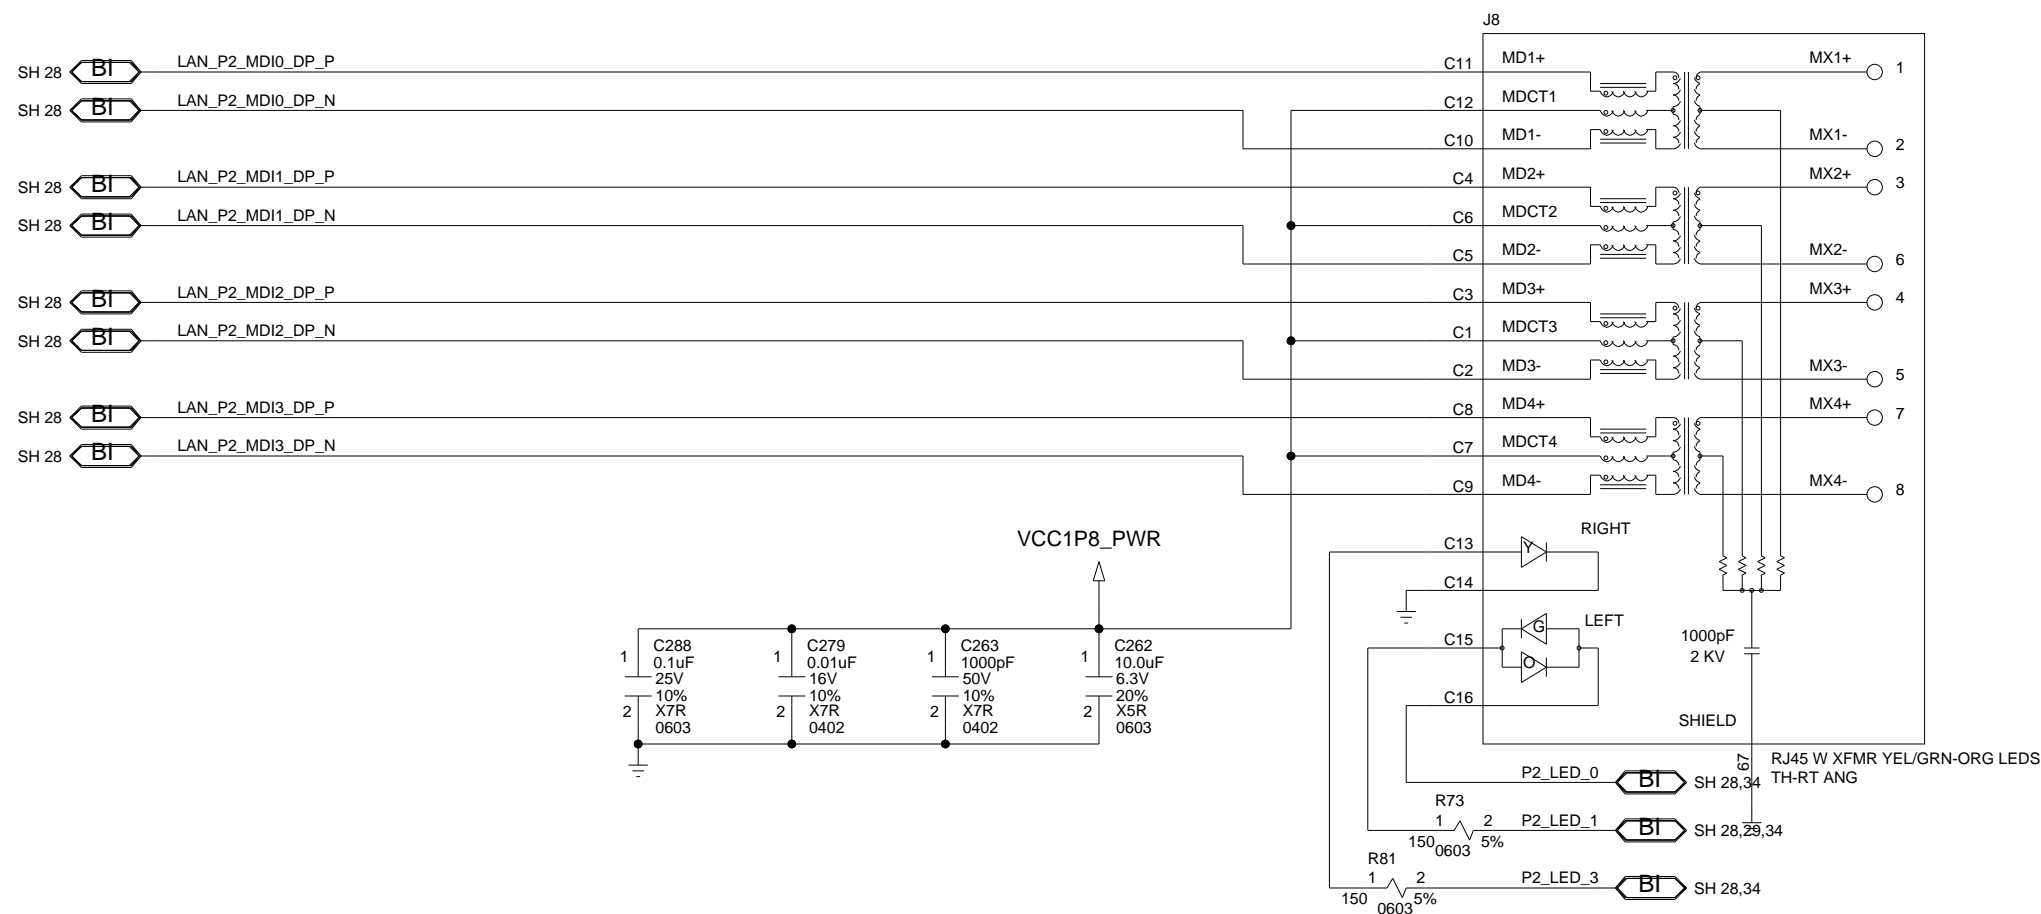 J8
SH 28 BI LAN_P2_MDI0_DP_P C11 MD1+ MX1+ 1
SH 28 BI LAN_P2_MDI0_DP_N C12 MDCT1
C10 MD1- MX1- 2
SH 28 BI LAN_P2_MDI1_DP_P C4 MD2+ MX2+ 3
SH 28 BI LAN_P2_MDI1_DP_N C6 MDCT2
C5 MD2- MX2- 6
SH 28 BI LAN_P2_MDI2_DP_P C3 MD3+ MX3+ 4
SH 28 BI LAN_P2_MDI2_DP_N C1 MDCT3
C2 MD3- MX3- 5
SH 28 BI LAN_P2_MDI3_DP_P C8 MD4+ MX4+ 7
SH 28 BI LAN_P2_MDI3_DP_N C7 MDCT4
C9 MD4- MX4- 8
RIGHT
VCC1P8_PWR
C13 Y
C14
LEFT
C15 G
O
C16
1000pF
2 KV
SHIELD
67
1 2
C288
0.1uF
25V
10%
X7R
0603
1 2
C279
0.01uF
16V
10%
X7R
0402
1 2
C263
1000pF
50V
10%
X7R
0402
1 2
C262
10.0uF
6.3V
20%
X5R
0603
RJ45 W XFMR YEL/GRN-ORG LEDS
TH-RT ANG
P2_LED_0 BI SH 28,34
R73
1 2 P2_LED_1 BI SH 28,29,34
150 0603 5%
R81
1 2 P2_LED_3 BI SH 28,34
150 0603 5%